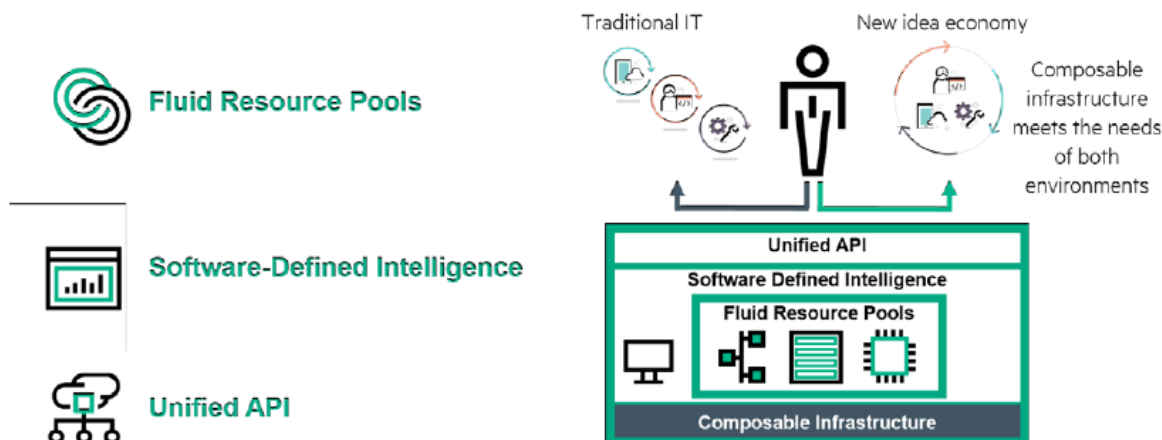 Fluid Resource Pools
Software-Defined Intelligence
Unified API
Traditional IT
New idea economy
Composable
infrastructure
meets the needs
of both
environments
</>
Unified API
Software Defined Intelligence
Fluid Resource Pools
Composable Infrastructure